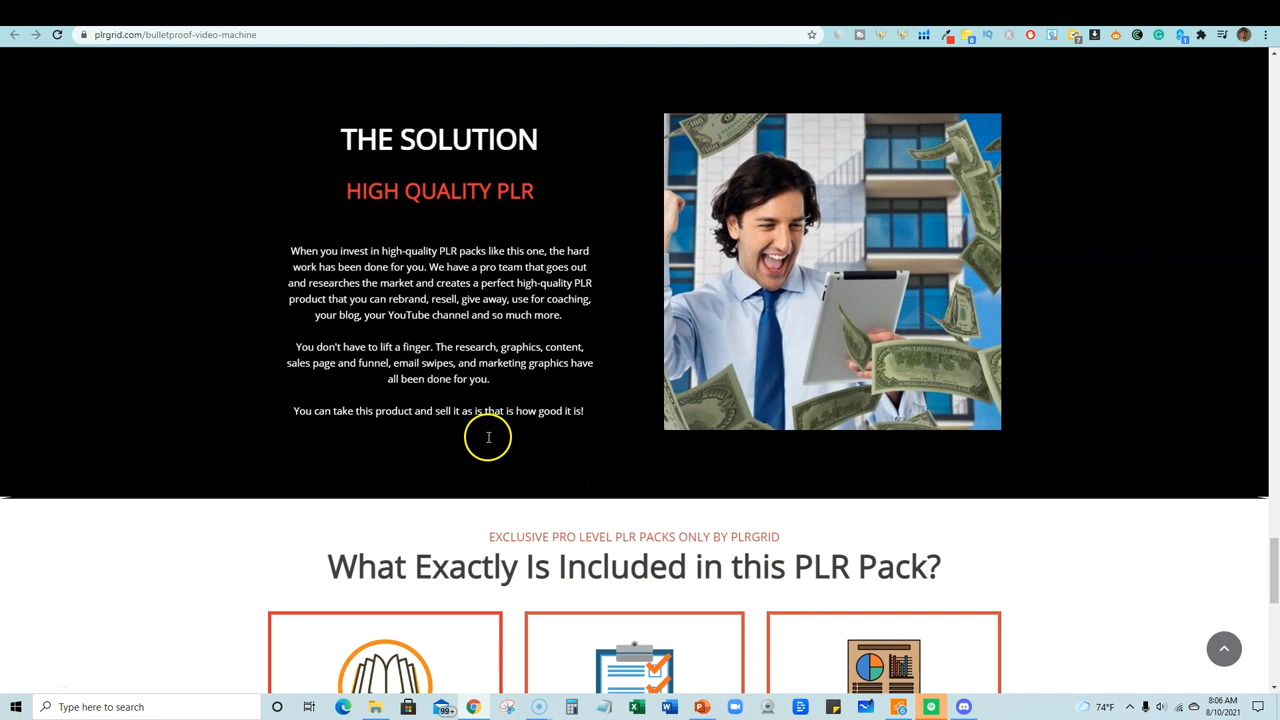 plrgrid.com/bulletproof-video-machine
THE SOLUTION
HIGH QUALITY PLR
When you invest in high-quality PLR packs like this one, the hard
work has been done for you. We have a pro team that goes out
and researches the market and creates a perfect high-quality PLR
product that you can rebrand, resell, give away, use for coaching,
your blog, your YouTube channel and so much more.
You don't have to lift a finger. The research, graphics, content,
sales page and funnel, email swipes, and marketing graphics have
all been done for you.
You can take this product and sell it as is that is how good it is!
EXCLUSIVE PRO LEVEL PLR PACKS ONLY BY PLRGRID
What Exactly Is Included in this PLR Pack?
Type here to search
99+
74°F
8:06 AM
8/10/2021